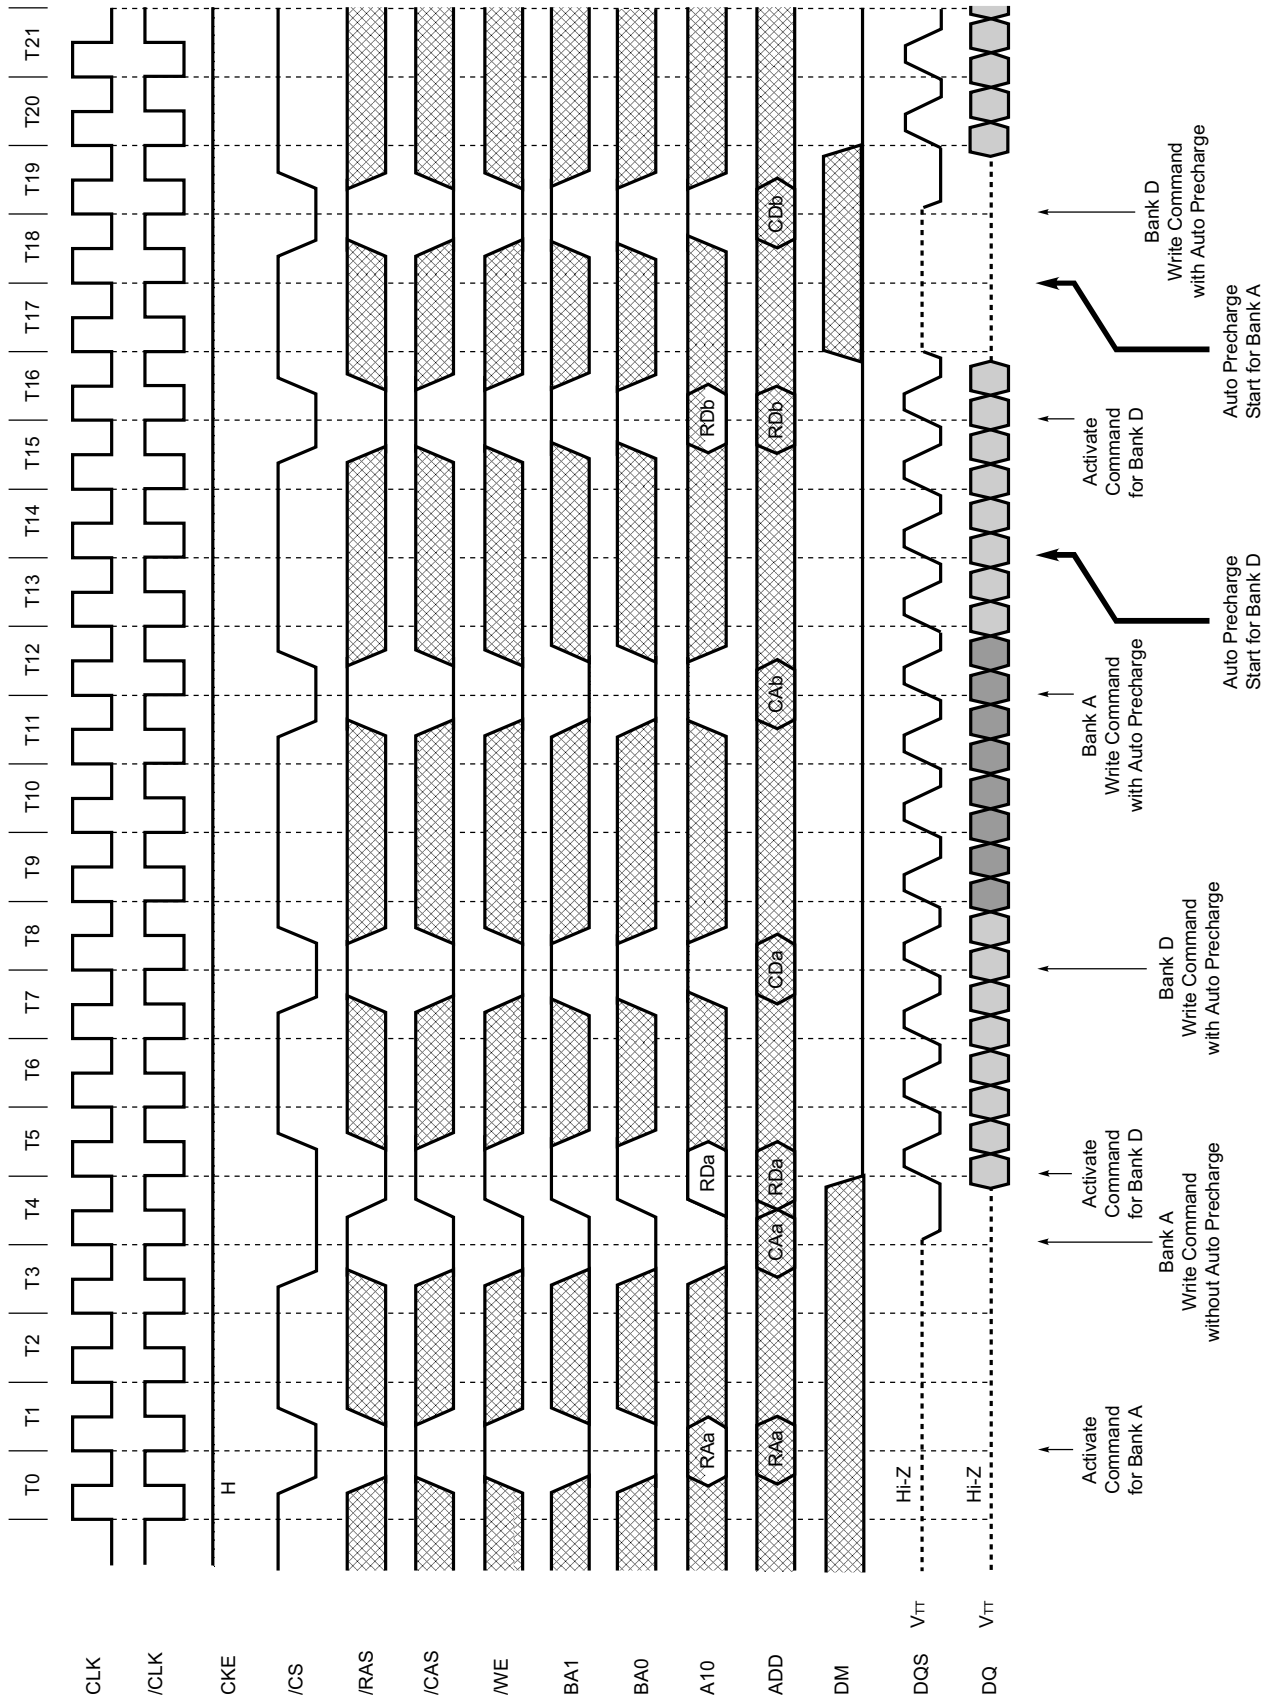 T0 T1 T2 T3 T4 T5 T6 T7 T8 T9 T10 T11 T12 T13 T14 T15 T16 T17 T18 T19 T20 T21
CLK
/CLK
CKE H
/CS
/RAS
/CAS
/WE
BA1
BA0
A10 RAa RDa RDb
ADD RAa CAa RDa CDa CAb RDb CDb
DM
DQS VTT Hi-Z
DQ VTT Hi-Z
Activate
Command
for Bank A
Bank A
Write Command
without Auto Precharge
Activate
Command
for Bank D
Bank D
Write Command
with Auto Precharge
Bank A
Write Command
with Auto Precharge
Auto Precharge
Start for Bank D
Activate
Command
for Bank D
Auto Precharge
Start for Bank A
Bank D
Write Command
with Auto Precharge